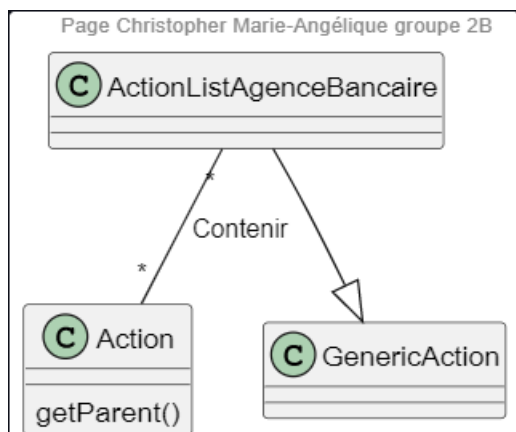 Page Christopher Marie-Angélique groupe 2B
C ActionListAgenceBancaire
*
Contenir
*
C Action
C GenericAction
getParent()